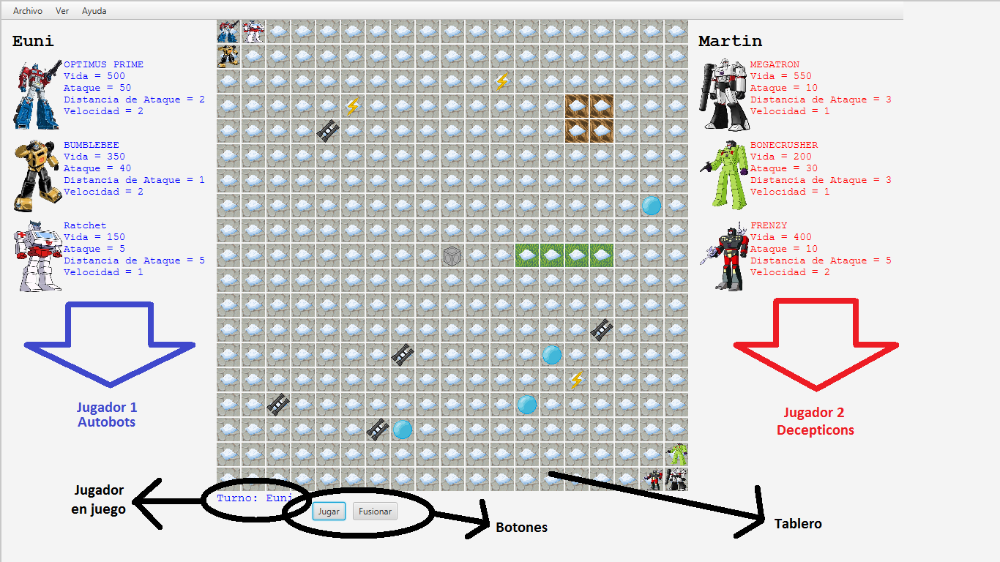 Archivo Ver Ayuda
Euni
OPTIMUS PRIME
Vida = 500
Ataque = 50
Distancia de Ataque = 2
Velocidad = 2
BUMBLEBEE
Vida = 350
Ataque = 40
Distancia de Ataque = 1
Velocidad = 2
Ratchet
Vida = 150
Ataque = 5
Distancia de Ataque = 5
Velocidad = 1
Jugador 1
Autobots
Martin
MEGATRON
Vida = 550
Ataque = 10
Distancia de Ataque = 3
Velocidad = 1
BONECRUSHER
Vida = 200
Ataque = 30
Distancia de Ataque = 3
Velocidad = 1
FRENZY
Vida = 400
Ataque = 10
Distancia de Ataque = 5
Velocidad = 2
Jugador 2
Decepticons
Jugador
en juego
Turno: Euni
Jugar Fusionar
Botones
Tablero